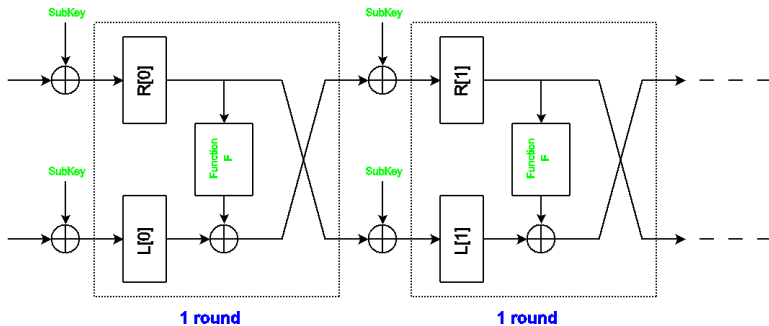 SubKey
SubKey
R[0]
R[1]
Function
F
Function
F
SubKey
SubKey
L[0]
L[1]
1 round
1 round